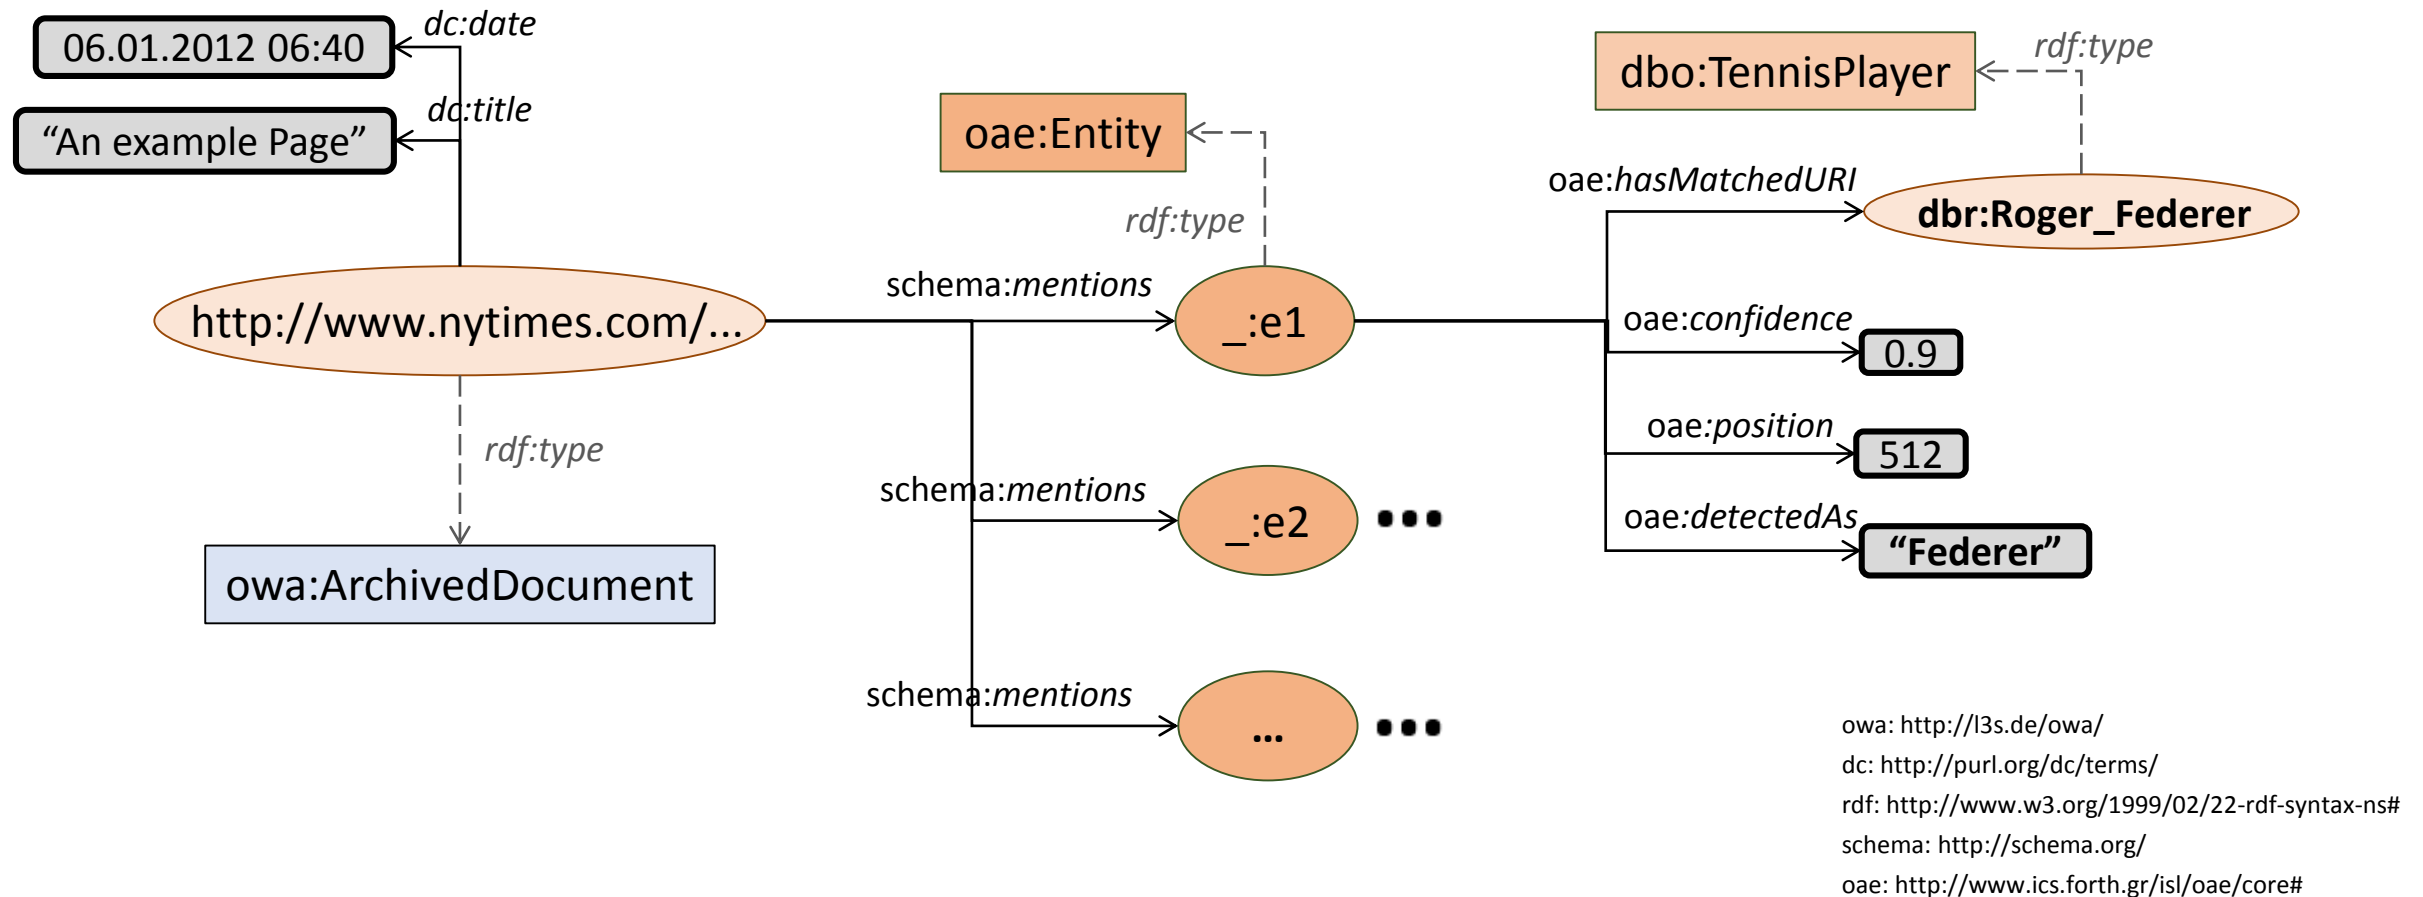 06.01.2012 06:40
dc:date
“An example Page”
dc:title
http://www.nytimes.com/...
rdf:type
owa:ArchivedDocument
oae:Entity
rdf:type
schema:mentions
_:e1
schema:mentions
_:e2
schema:mentions
...
dbo:TennisPlayer
rdf:type
oae:hasMatchedURI
dbr:Roger_Federer
oae:confidence
0.9
oae:position
512
oae:detectedAs
“Federer”
owa: http://l3s.de/owa/
dc: http://purl.org/dc/terms/
rdf: http://www.w3.org/1999/02/22-rdf-syntax-ns#
schema: http://schema.org/
oae: http://www.ics.forth.gr/isl/oae/core#